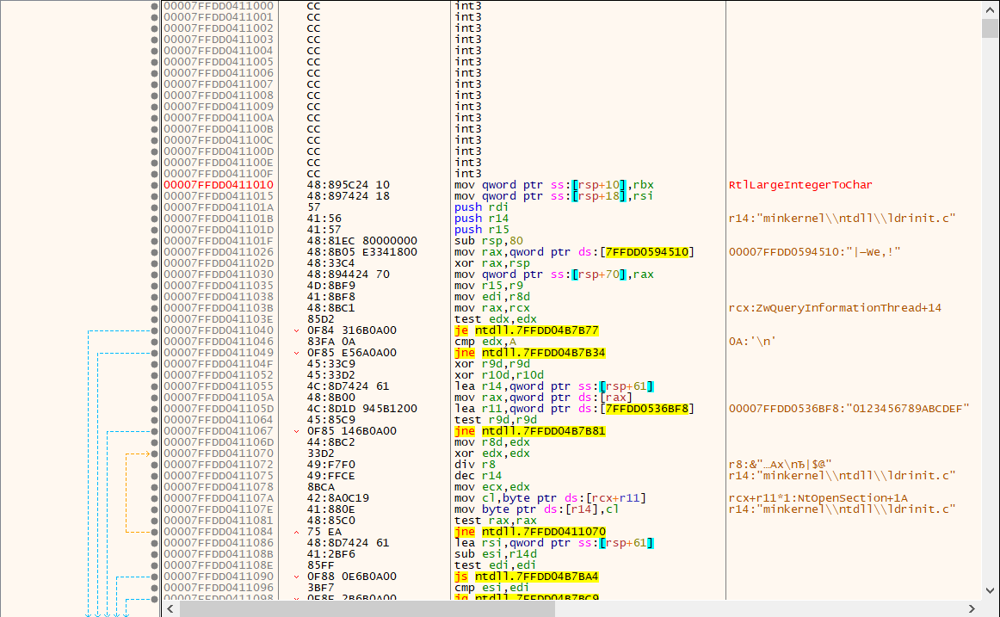 00007FFDD0411000 CC int3
00007FFDD0411001 CC int3
00007FFDD0411002 CC int3
00007FFDD0411003 CC int3
00007FFDD0411004 CC int3
00007FFDD0411005 CC int3
00007FFDD0411006 CC int3
00007FFDD0411007 CC int3
00007FFDD0411008 CC int3
00007FFDD0411009 CC int3
00007FFDD041100A CC int3
00007FFDD041100B CC int3
00007FFDD041100C CC int3
00007FFDD041100D CC int3
00007FFDD041100E CC int3
00007FFDD041100F CC int3
00007FFDD0411010 48:895C24 10 mov qword ptr ss:[rsp+10],rbx RtlLargeIntegerToChar
00007FFDD0411015 48:897424 18 mov qword ptr ss:[rsp+18],rsi
00007FFDD041101A 57 push rdi
00007FFDD041101B 41:56 push r14 r14:"minkernel\\ntdll\\ldrinit.c"
00007FFDD041101D 41:57 push r15
00007FFDD041101F 48:81EC 80000000 sub rsp,80
00007FFDD0411026 48:8B05 E3341800 mov rax,qword ptr ds:[7FFDD0594510] 00007FFDD0594510:"|—We,!"
00007FFDD041102D 48:33C4 xor rax,rsp
00007FFDD0411030 48:894424 70 mov qword ptr ss:[rsp+70],rax
00007FFDD0411035 4D:8BF9 mov r15,r9
00007FFDD0411038 41:8BF8 mov edi,r8d
00007FFDD041103B 48:8BC1 mov rax,rcx rcx:ZwQueryInformationThread+14
00007FFDD041103E 85D2 test edx,edx
00007FFDD0411040 0F84 316B0A00 je ntdll.7FFDD04B7B77
00007FFDD0411046 83FA 0A cmp edx,A 0A:'\n'
00007FFDD0411049 0F85 E56A0A00 jne ntdll.7FFDD04B7B34
00007FFDD041104F 45:33C9 xor r9d,r9d
00007FFDD0411052 45:33D2 xor r10d,r10d
00007FFDD0411055 4C:8D7424 61 lea r14,qword ptr ss:[rsp+61]
00007FFDD041105A 48:8B00 mov rax,qword ptr ds:[rax]
00007FFDD041105D 4C:8D1D 945B1200 lea r11,qword ptr ds:[7FFDD0536BF8] 00007FFDD0536BF8:"0123456789ABCDEF"
00007FFDD0411064 45:85C9 test r9d,r9d
00007FFDD0411067 0F85 146B0A00 jne ntdll.7FFDD04B7B81
00007FFDD041106D 44:8BC2 mov r8d,edx
00007FFDD0411070 33D2 xor edx,edx
00007FFDD0411072 49:F7F0 div r8 r8:&"…Ax\nЂ|$@"
00007FFDD0411075 49:FFCE dec r14 r14:"minkernel\\ntdll\\ldrinit.c"
00007FFDD0411078 8BCA mov ecx,edx
00007FFDD041107A 42:8A0C19 mov cl,byte ptr ds:[rcx+r11] rcx+r11*1:NtOpenSection+1A
00007FFDD041107E 41:880E mov byte ptr ds:[r14],cl r14:"minkernel\\ntdll\\ldrinit.c"
00007FFDD0411081 48:85C0 test rax,rax
00007FFDD0411084 75 EA jne ntdll.7FFDD0411070
00007FFDD0411086 48:8D7424 61 lea rsi,qword ptr ss:[rsp+61]
00007FFDD041108B 41:2BF6 sub esi,r14d
00007FFDD041108E 85FF test edi,edi
00007FFDD0411090 0F88 0E6B0A00 js ntdll.7FFDD04B7BA4
00007FFDD0411096 3BF7 cmp esi,edi
00007FFDD0411098 0F8F 2B6B0A00 jg ntdll.7FFDD04B7BC9